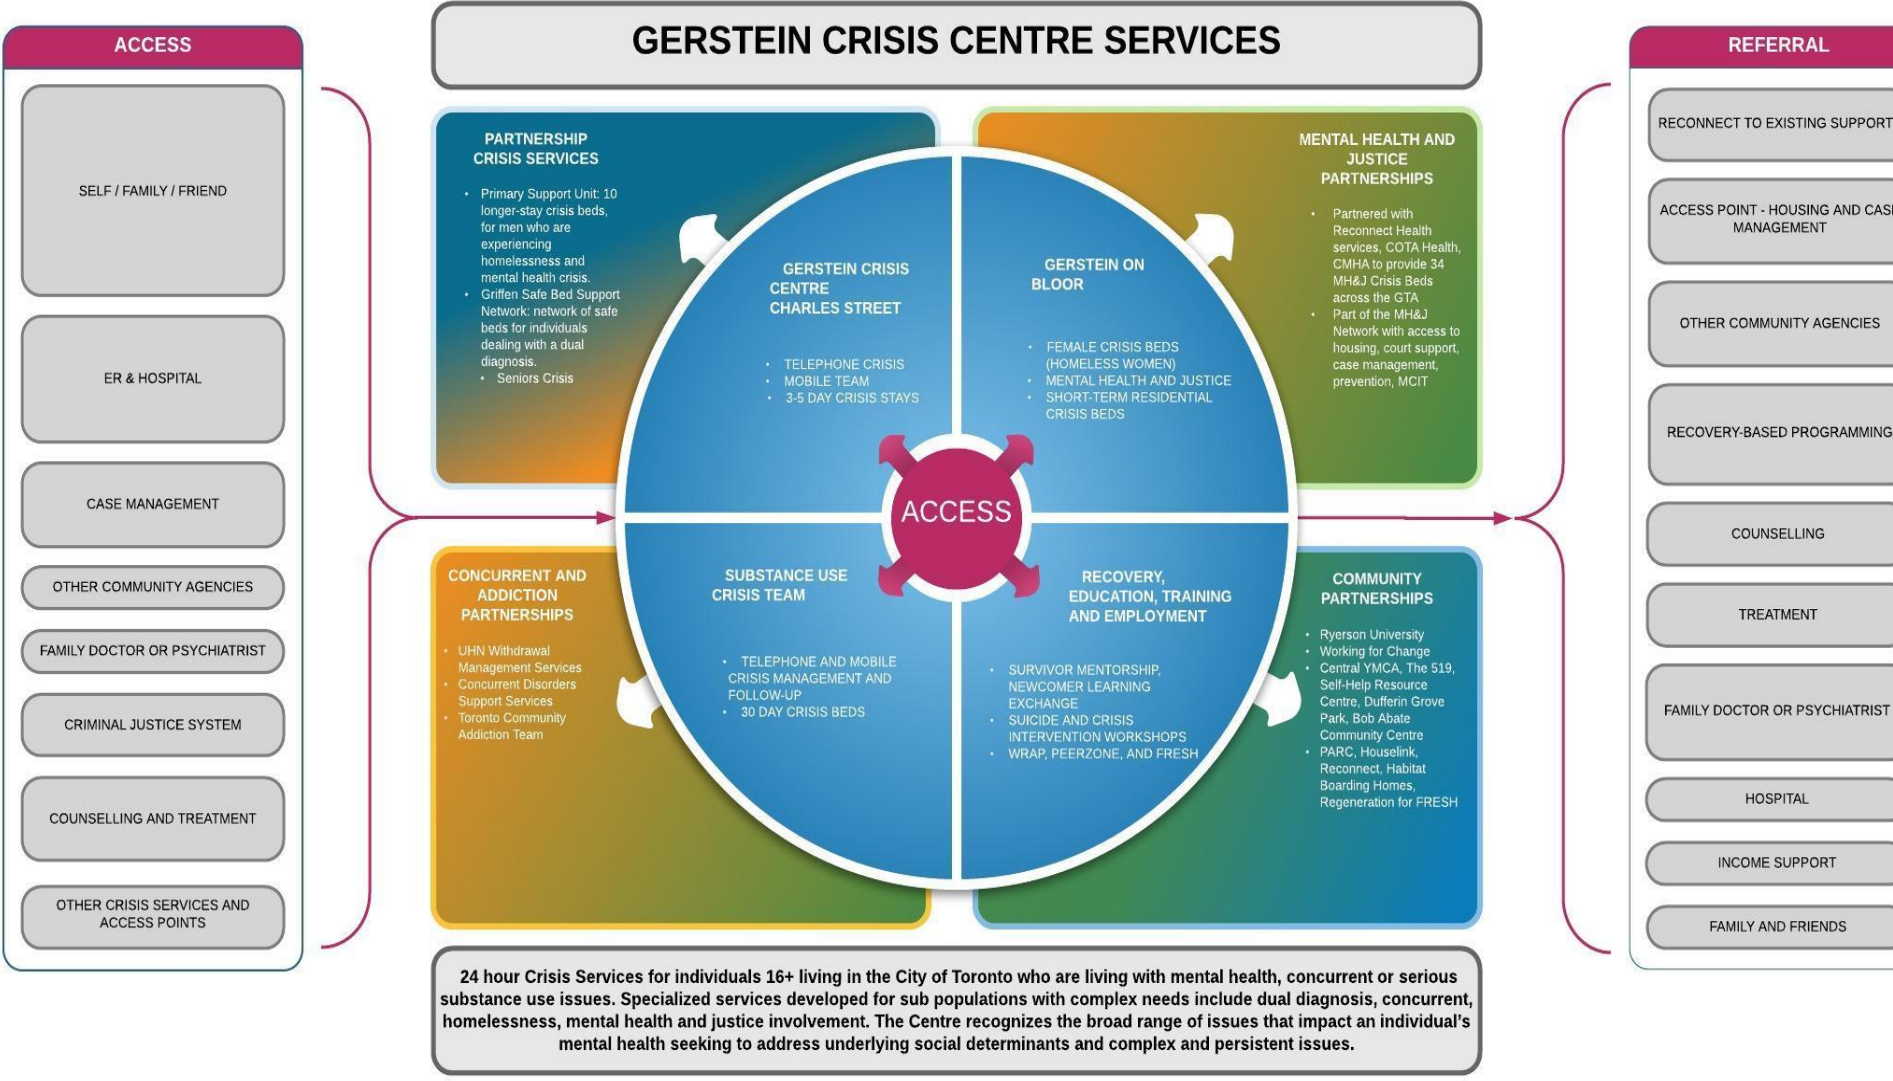 GERSTEIN CRISIS CENTRE SERVICES
ACCESS
SELF / FAMILY / FRIEND
ER & HOSPITAL
CASE MANAGEMENT
OTHER COMMUNITY AGENCIES
FAMILY DOCTOR OR PSYCHIATRIST
CRIMINAL JUSTICE SYSTEM
COUNSELLING AND TREATMENT
OTHER CRISIS SERVICES AND
ACCESS POINTS
PARTNERSHIP
CRISIS SERVICES
• Primary Support Unit: 10
longer-stay crisis beds,
for men who are
experiencing
homelessness and
mental health crisis.
• Griffen Safe Bed Support
Network: network of safe
beds for individuals
dealing with a dual
diagnosis.
• Seniors Crisis
MENTAL HEALTH AND
JUSTICE
PARTNERSHIPS
• Partnered with
Reconnect Health
services, COTA Health,
CMHA to provide 34
MH&J Crisis Beds
across the GTA
• Part of the MH&J
Network with access to
housing, court support,
case management,
prevention, MCIT
GERSTEIN CRISIS
CENTRE
CHARLES STREET
• TELEPHONE CRISIS
• MOBILE TEAM
• 3-5 DAY CRISIS STAYS
GERSTEIN ON
BLOOR
• FEMALE CRISIS BEDS
(HOMELESS WOMEN)
• MENTAL HEALTH AND JUSTICE
• SHORT-TERM RESIDENTIAL
CRISIS BEDS
ACCESS
CONCURRENT AND
ADDICTION
PARTNERSHIPS
• UHN Withdrawal
Management Services
• Concurrent Disorders
Support Services
• Toronto Community
Addiction Team
SUBSTANCE USE
CRISIS TEAM
• TELEPHONE AND MOBILE
CRISIS MANAGEMENT AND
FOLLOW-UP
• 30 DAY CRISIS BEDS
RECOVERY,
EDUCATION, TRAINING
AND EMPLOYMENT
• SURVIVOR MENTORSHIP,
NEWCOMER LEARNING
EXCHANGE
• SUICIDE AND CRISIS
INTERVENTION WORKSHOPS
• WRAP, PEERZONE, AND FRESH
COMMUNITY
PARTNERSHIPS
• Ryerson University
• Working for Change
• Central YMCA, The 519,
Self-Help Resource
Centre, Dufferin Grove
Park, Bob Abate
Community Centre
• PARC, Houselink,
Reconnect, Habitat
Boarding Homes,
Regeneration for FRESH
REFERRAL
RECONNECT TO EXISTING SUPPORT
ACCESS POINT - HOUSING AND CAS
MANAGEMENT
OTHER COMMUNITY AGENCIES
RECOVERY-BASED PROGRAMMING
COUNSELLING
TREATMENT
FAMILY DOCTOR OR PSYCHIATRIST
HOSPITAL
INCOME SUPPORT
FAMILY AND FRIENDS
24 hour Crisis Services for individuals 16+ living in the City of Toronto who are living with mental health, concurrent or serious
substance use issues. Specialized services developed for sub populations with complex needs include dual diagnosis, concurrent,
homelessness, mental health and justice involvement. The Centre recognizes the broad range of issues that impact an individual’s
mental health seeking to address underlying social determinants and complex and persistent issues.